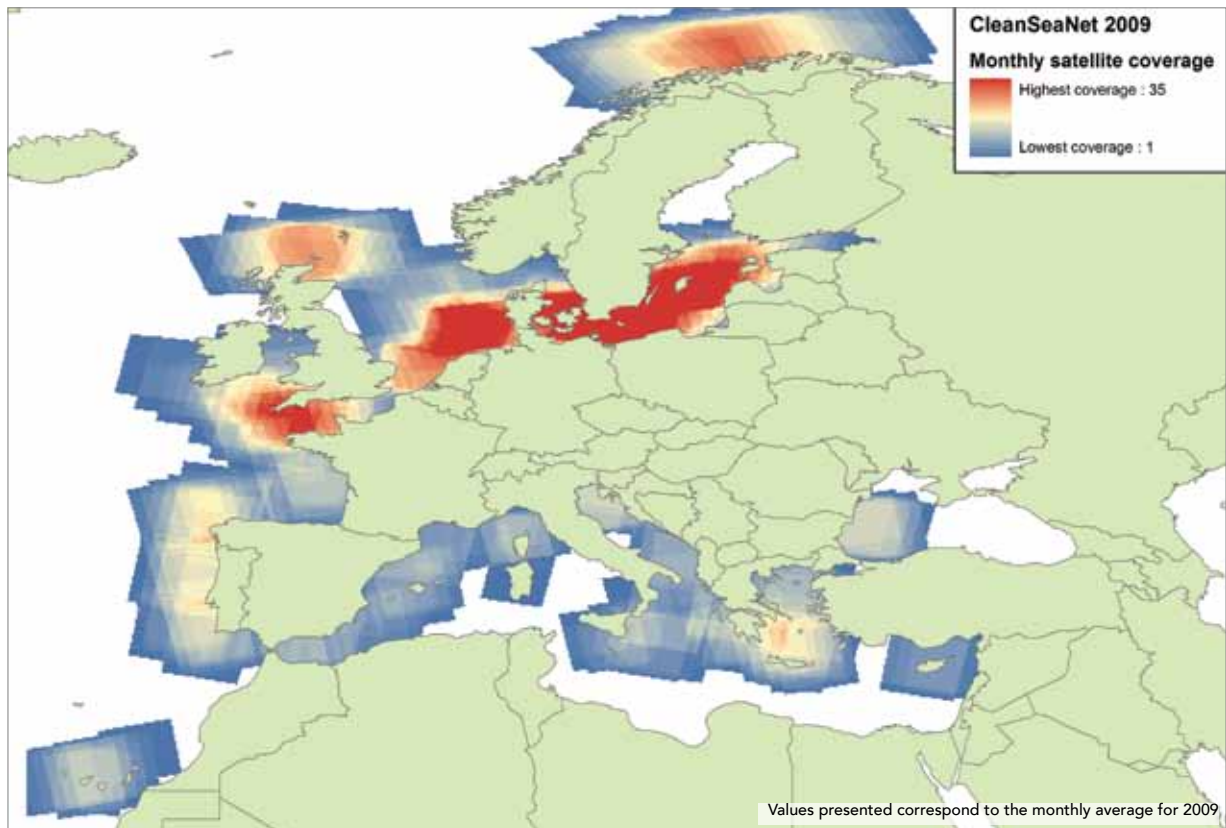 CleanSeaNet 2009
Monthly satellite coverage
Highest coverage : 35
Lowest coverage : 1
Values presented correspond to the monthly average for 2009